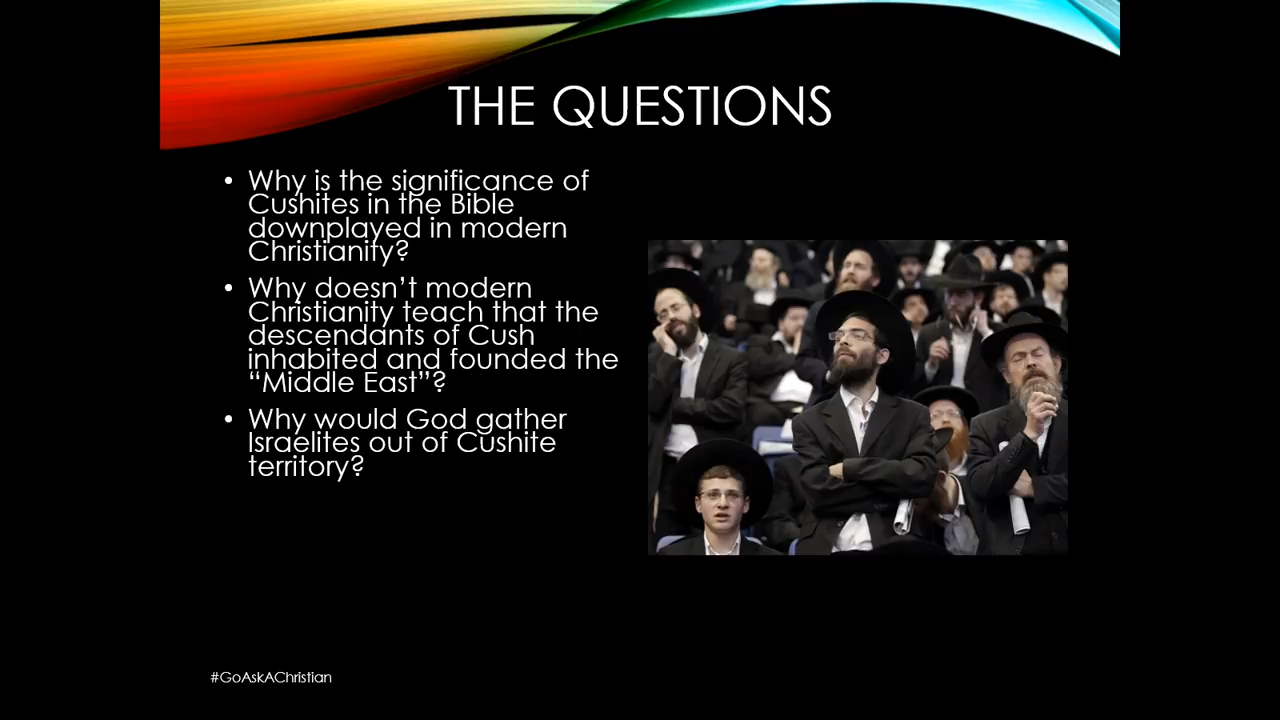 THE QUESTIONS
• Why is the significance of
Cushites in the Bible
downplayed in modern
Christianity?
• Why doesn’t modern
Christianity teach that the
descendants of Cush
inhabited and founded the
“Middle East”?
• Why would God gather
Israelites out of Cushite
territory?
#GoAskAChristian